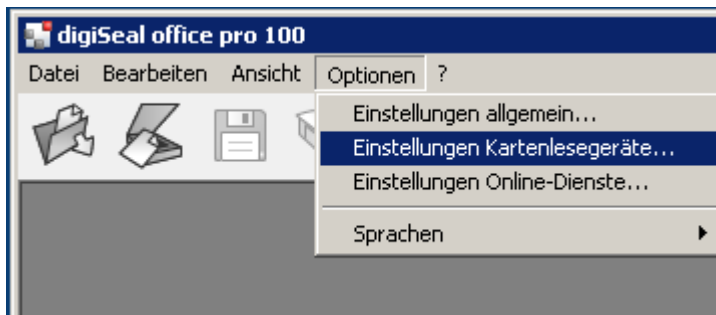 digiSeal office pro 100
Datei Bearbeiten Ansicht Optionen ?
Einstellungen allgemein...
Einstellungen Kartenlesegeräte...
Einstellungen Online-Dienste...
Sprachen